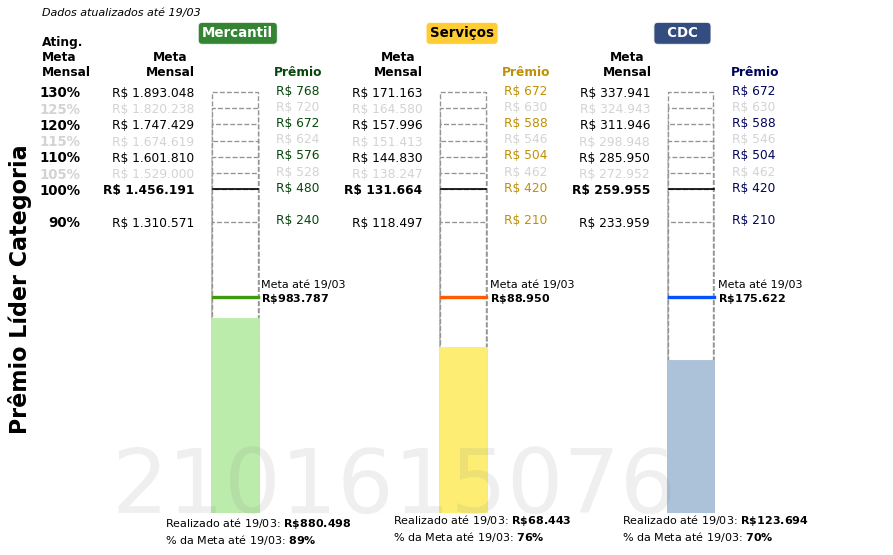 Dados atualizados até 19/03
Mercantil Serviços CDC
Ating. Meta Mensal Meta Mensal Prêmio Meta Mensal Prêmio Meta Mensal Prêmio
130% R$ 1.893.048 R$ 768 R$ 171.163 R$ 672 R$ 337.941 R$ 672
125% R$ 1.820.238 R$ 720 R$ 164.580 R$ 630 R$ 324.943 R$ 630
120% R$ 1.747.429 R$ 672 R$ 157.996 R$ 588 R$ 311.946 R$ 588
115% R$ 1.674.619 R$ 624 R$ 151.413 R$ 546 R$ 298.948 R$ 546
110% R$ 1.601.810 R$ 576 R$ 144.830 R$ 504 R$ 285.950 R$ 504
105% R$ 1.529.000 R$ 528 R$ 138.247 R$ 462 R$ 272.952 R$ 462
100% R$ 1.456.191 R$ 480 R$ 131.664 R$ 420 R$ 259.955 R$ 420
90% R$ 1.310.571 R$ 240 R$ 118.497 R$ 210 R$ 233.959 R$ 210
Prêmio Líder Categoria
Meta até 19/03 Meta até 19/03 Meta até 19/03
R$983.787 R$88.950 R$175.622
2101615076
Realizado até 19/03: R$880.498 Realizado até 19/03: R$68.443 Realizado até 19/03: R$123.694
% da Meta até 19/03: 89% % da Meta até 19/03: 76% % da Meta até 19/03: 70%